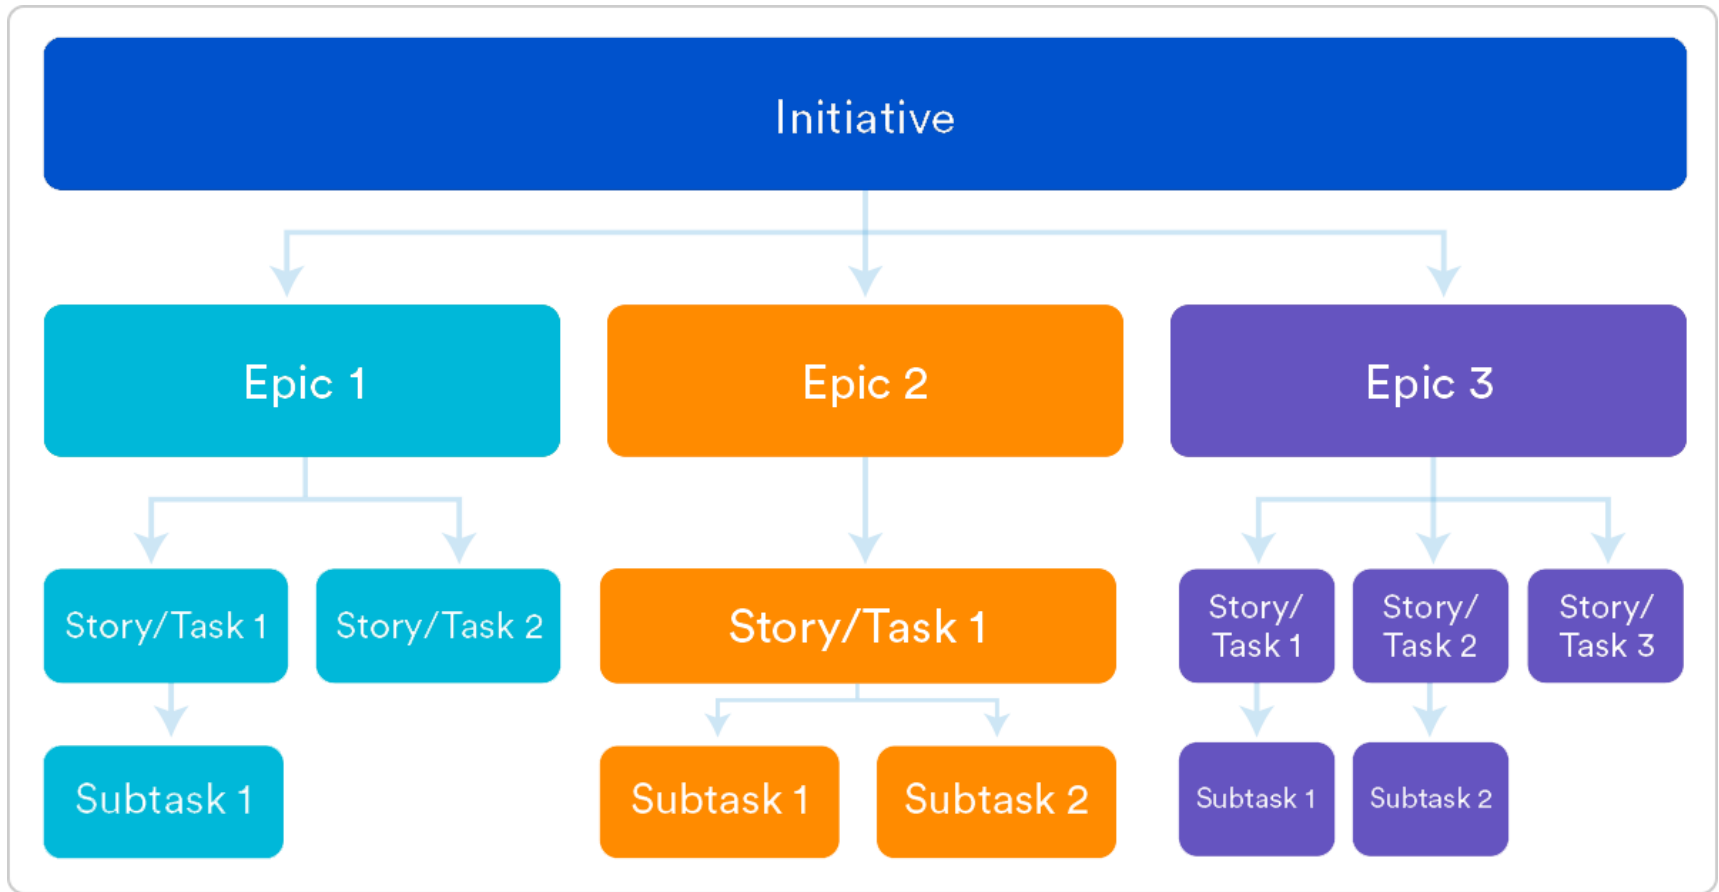 Initiative
Epic 1
Epic 2
Epic 3
Story/Task 1
Story/Task 2
Story/Task 1
Story/
Task 1
Story/
Task 2
Story/
Task 3
Subtask 1
Subtask 1
Subtask 2
Subtask 1
Subtask 2